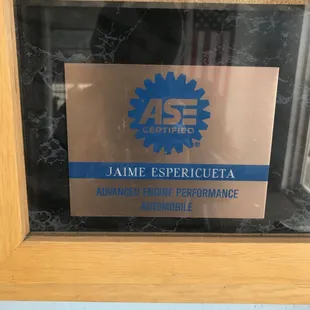 ASE
CERTIFIED
®
JAIME ESPERICUETA
ADVANCED ENGINE PERFORMANCE
AUTOMOBILE